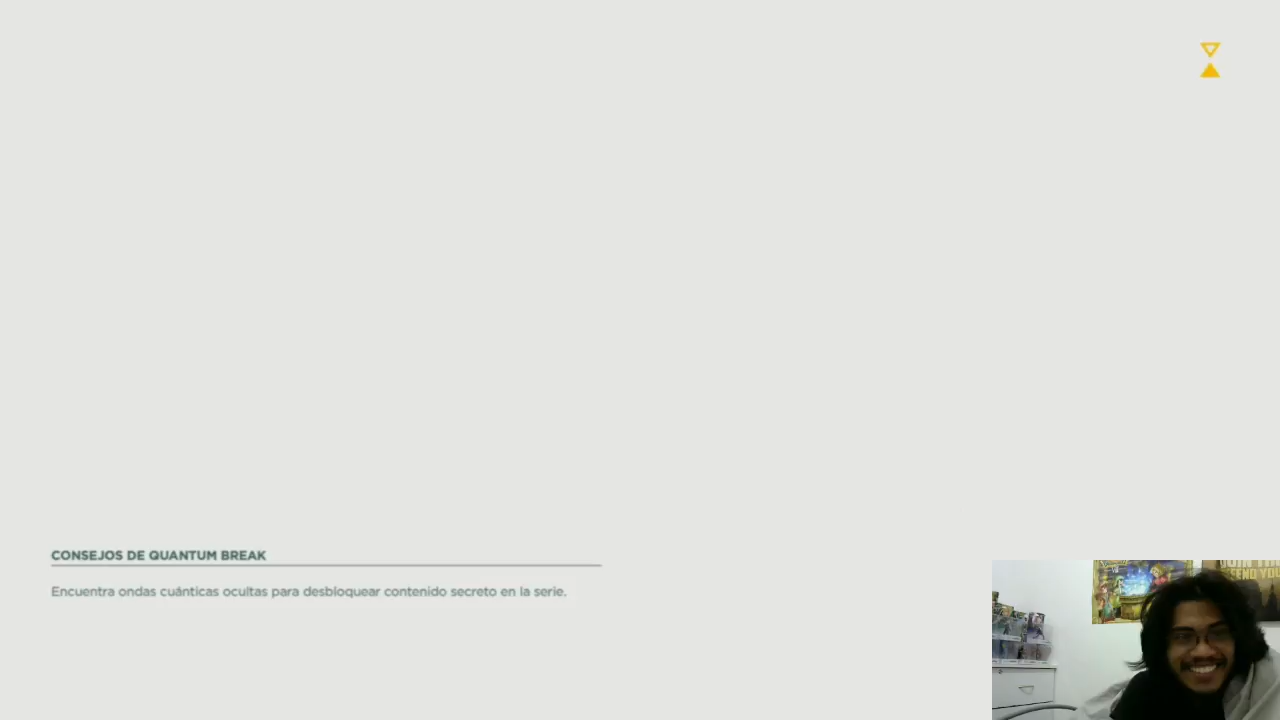 CONSEJOS DE QUANTUM BREAK
Encuentra ondas cuánticas ocultas para desbloquear contenido secreto en la serie.